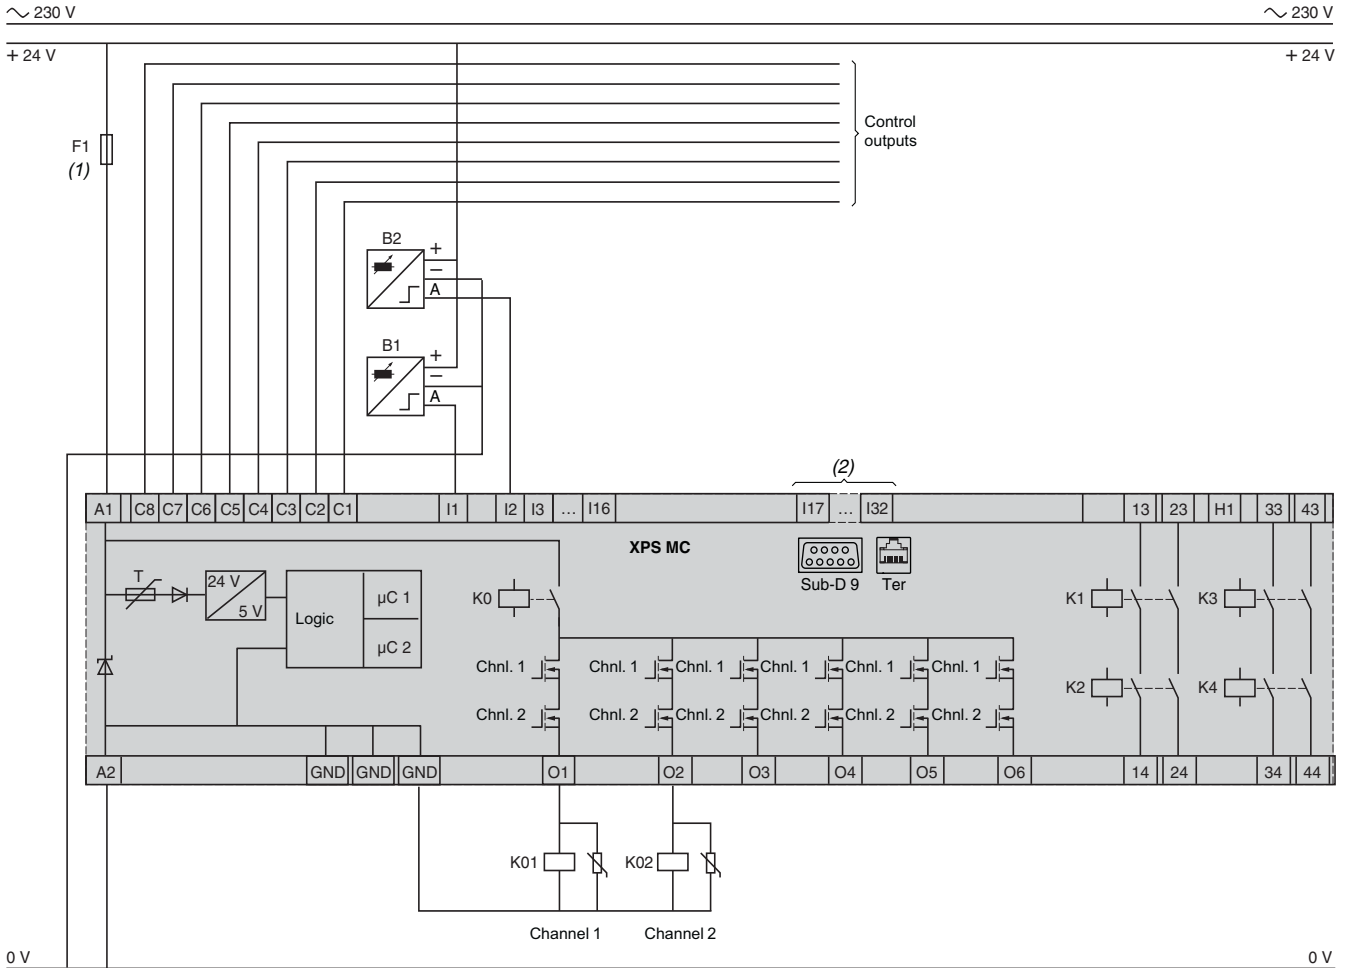 230 V 230 V
+ 24 V + 24 V
Control
outputs
F1
(1)
B2
+
−
A
B1
+
−
A
(2)
A1 C8 C7 C6 C5 C4 C3 C2 C1 I1 I2 I3 ... I16 I17 ... I32 13 23 H1 33 43
XPS MC
Sub-D 9 Ter
T 24 V
5 V
Logic
µC 1
µC 2
K0 K1 K3
Chnl. 1 Chnl. 1 Chnl. 1 Chnl. 1 Chnl. 1 Chnl. 1
K2 K4
Chnl. 2 Chnl. 2 Chnl. 2 Chnl. 2 Chnl. 2 Chnl. 2
A2 GND GND GND O1 O2 O3 O4 O5 O6 14 24 34 44
K01 K02
Channel 1 Channel 2
0 V 0 V